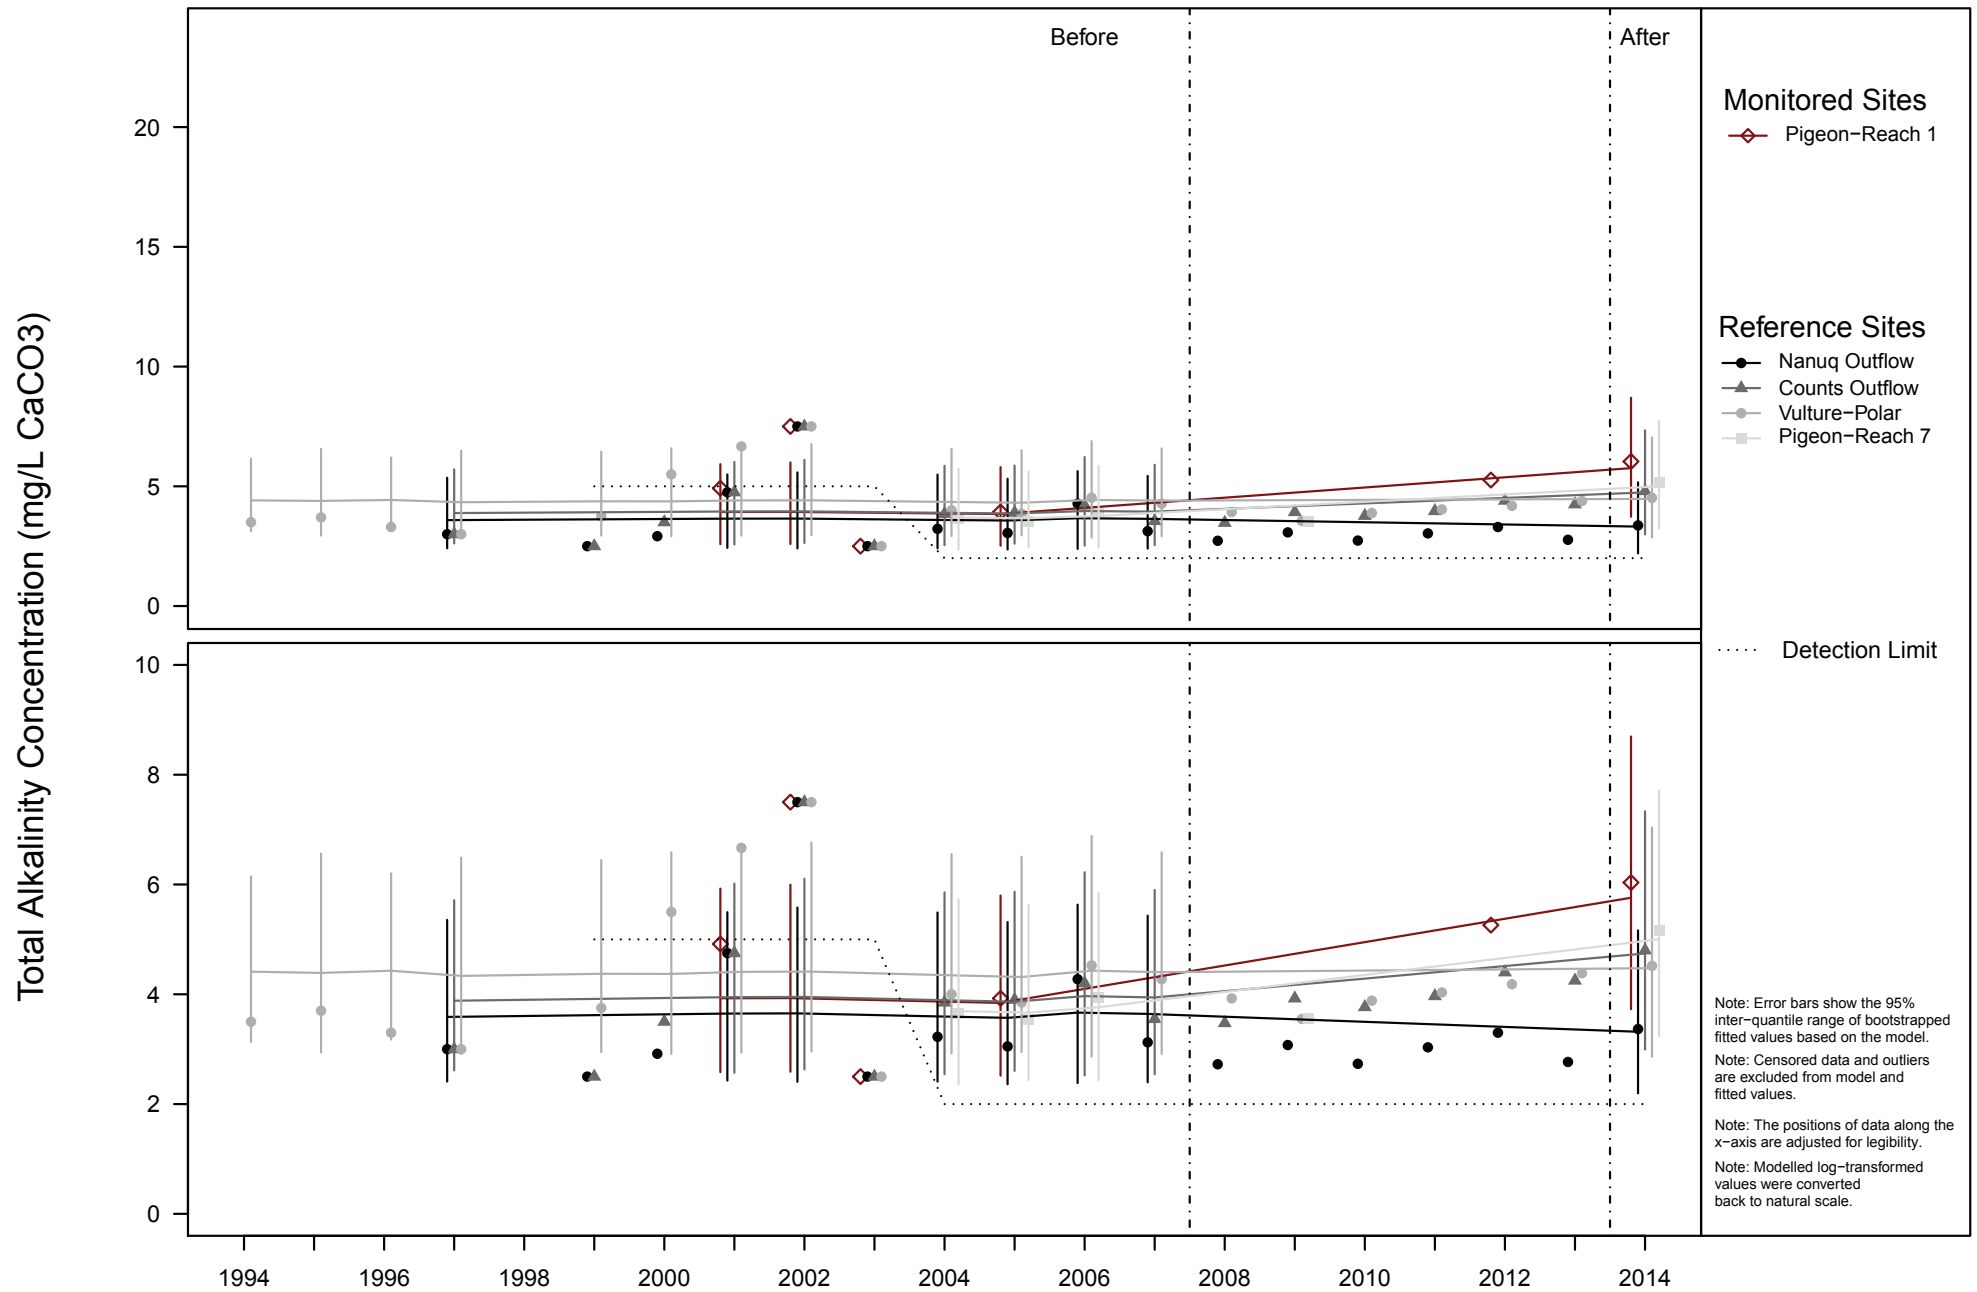 Before
After
20
15
10
5
0
10
8
6
4
2
0
Total Alkalinity Concentration (mg/L CaCO3)
1994
1996
1998
2000
2002
2004
2006
2008
2010
2012
2014
Monitored Sites
Pigeon−Reach 1
Reference Sites
Nanuq Outflow
Counts Outflow
Vulture−Polar
Pigeon−Reach 7
Detection Limit
Note: Error bars show the 95%
inter−quantile range of bootstrapped
fitted values based on the model.
Note: Censored data and outliers
are excluded from model and
fitted values.
Note: The positions of data along the
x−axis are adjusted for legibility.
Note: Modelled log−transformed
values were converted
back to natural scale.